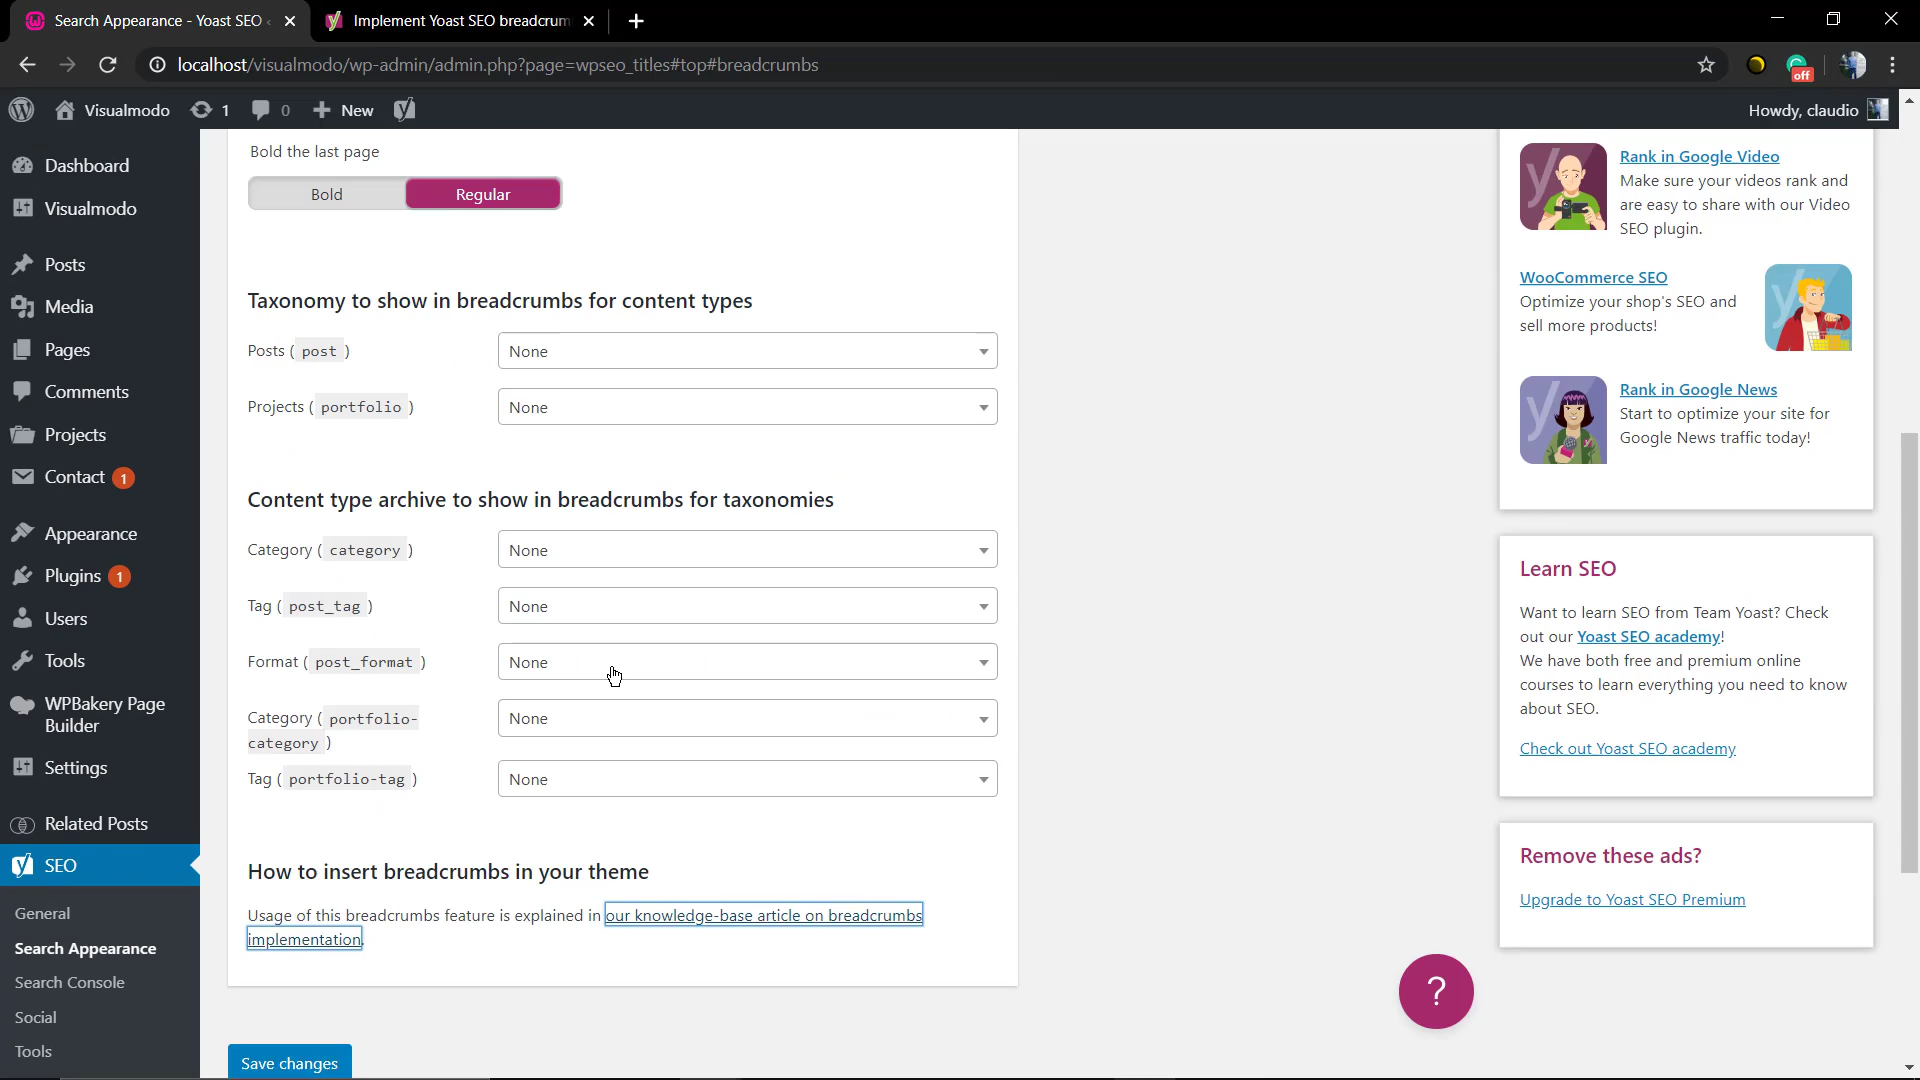 Search Appearance - Yoast SEO
Implement Yoast SEO breadcrum
localhost/visualmodo/wp-admin/admin.php?page=wpseo_titles#top#breadcrumbs
off
Visualmodo
1
0
New
Howdy, claudio
Dashboard
Visualmodo
Posts
Media
Pages
Comments
Projects
Contact 1
Appearance
Plugins 1
Users
Tools
WPBakery Page
Builder
Settings
Related Posts
SEO
General
Search Appearance
Search Console
Social
Tools
Bold the last page
Bold
Regular
Taxonomy to show in breadcrumbs for content types
Posts ( post )
None
Projects ( portfolio )
None
Content type archive to show in breadcrumbs for taxonomies
Category ( category )
None
Tag ( post_tag )
None
Format ( post_format )
None
Category ( portfolio-
category )
None
Tag ( portfolio-tag )
None
How to insert breadcrumbs in your theme
Usage of this breadcrumbs feature is explained in our knowledge-base article on breadcrumbs
implementation.
Save changes
Rank in Google Video
Make sure your videos rank and
are easy to share with our Video
SEO plugin.
WooCommerce SEO
Optimize your shop's SEO and
sell more products!
Rank in Google News
Start to optimize your site for
Google News traffic today!
Learn SEO
Want to learn SEO from Team Yoast? Check
out our Yoast SEO academy!
We have both free and premium online
courses to learn everything you need to know
about SEO.
Check out Yoast SEO academy
Remove these ads?
Upgrade to Yoast SEO Premium
?